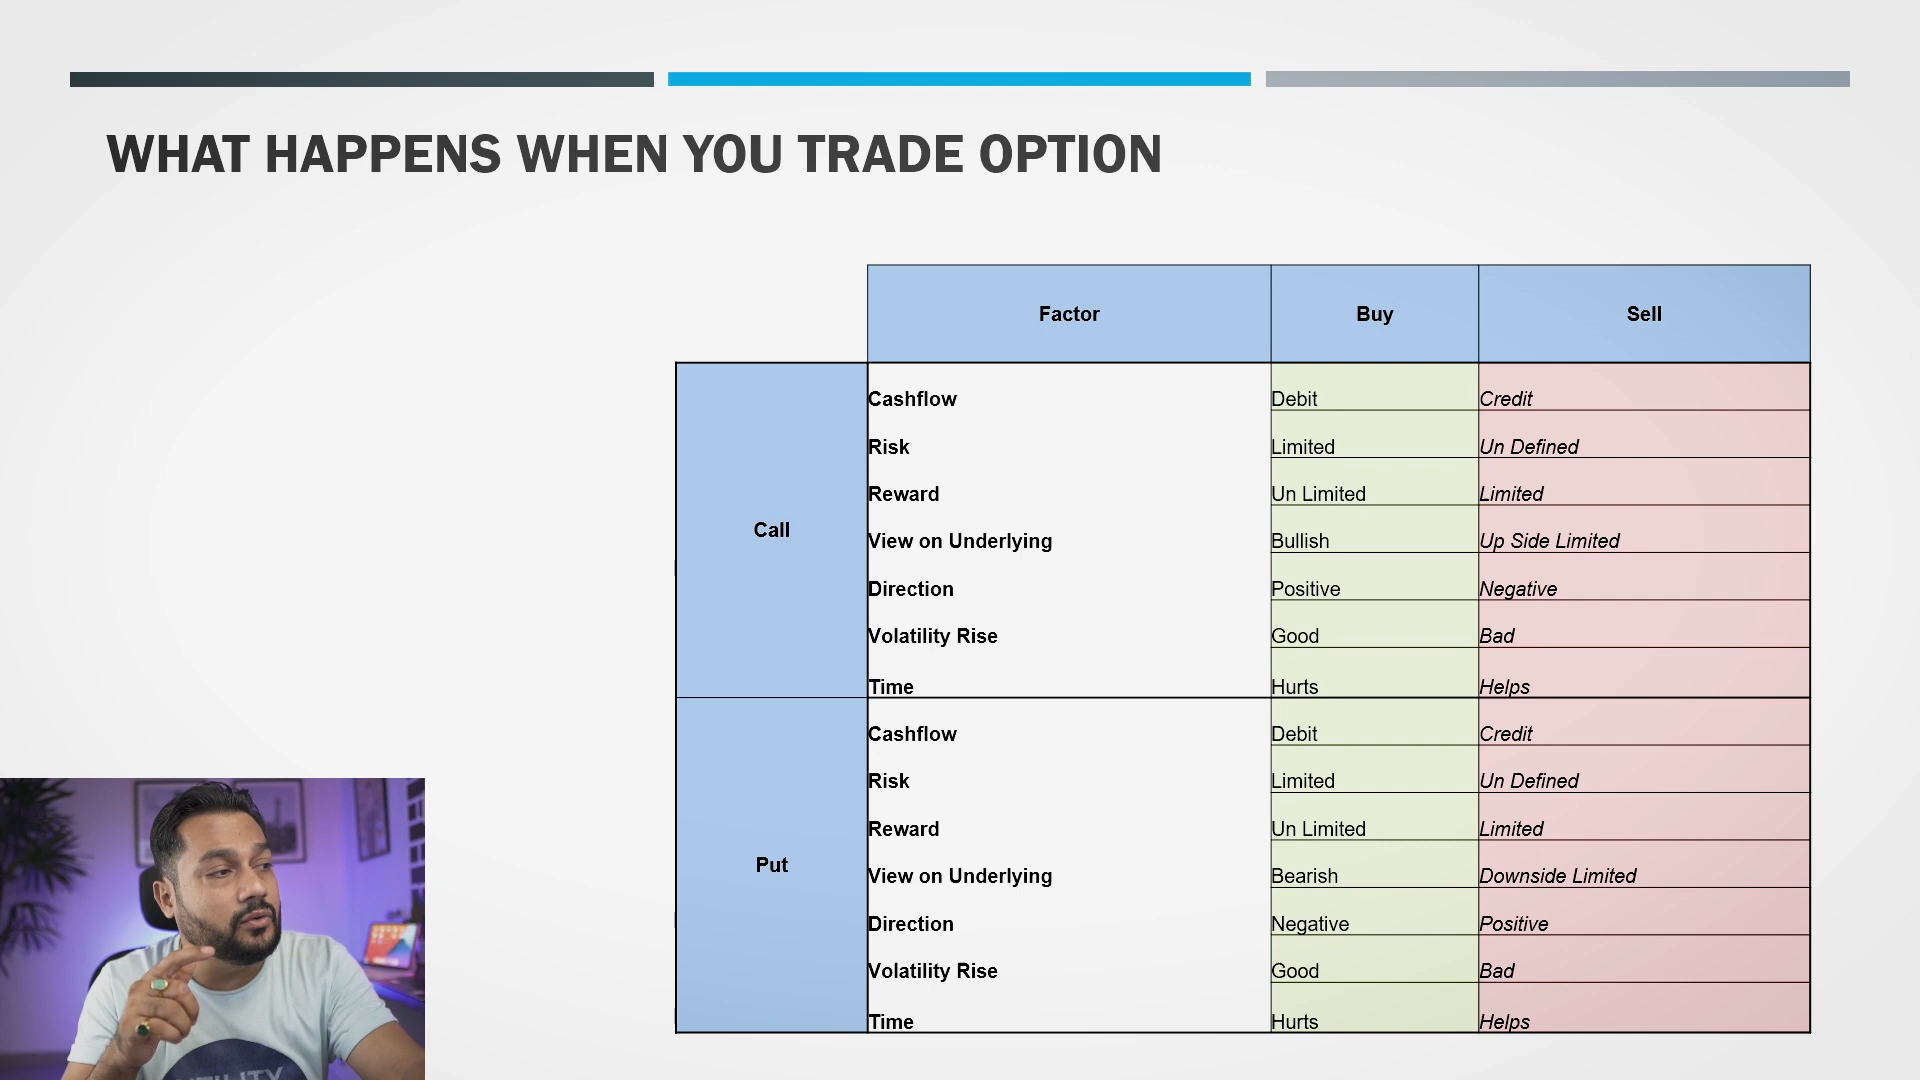 WHAT HAPPENS WHEN YOU TRADE OPTION
Factor Buy Sell
Call
Cashflow Debit Credit
Risk Limited Un Defined
Reward Un Limited Limited
View on Underlying Bullish Up Side Limited
Direction Positive Negative
Volatility Rise Good Bad
Time Hurts Helps
Put
Cashflow Debit Credit
Risk Limited Un Defined
Reward Un Limited Limited
View on Underlying Bearish Downside Limited
Direction Negative Positive
Volatility Rise Good Bad
Time Hurts Helps